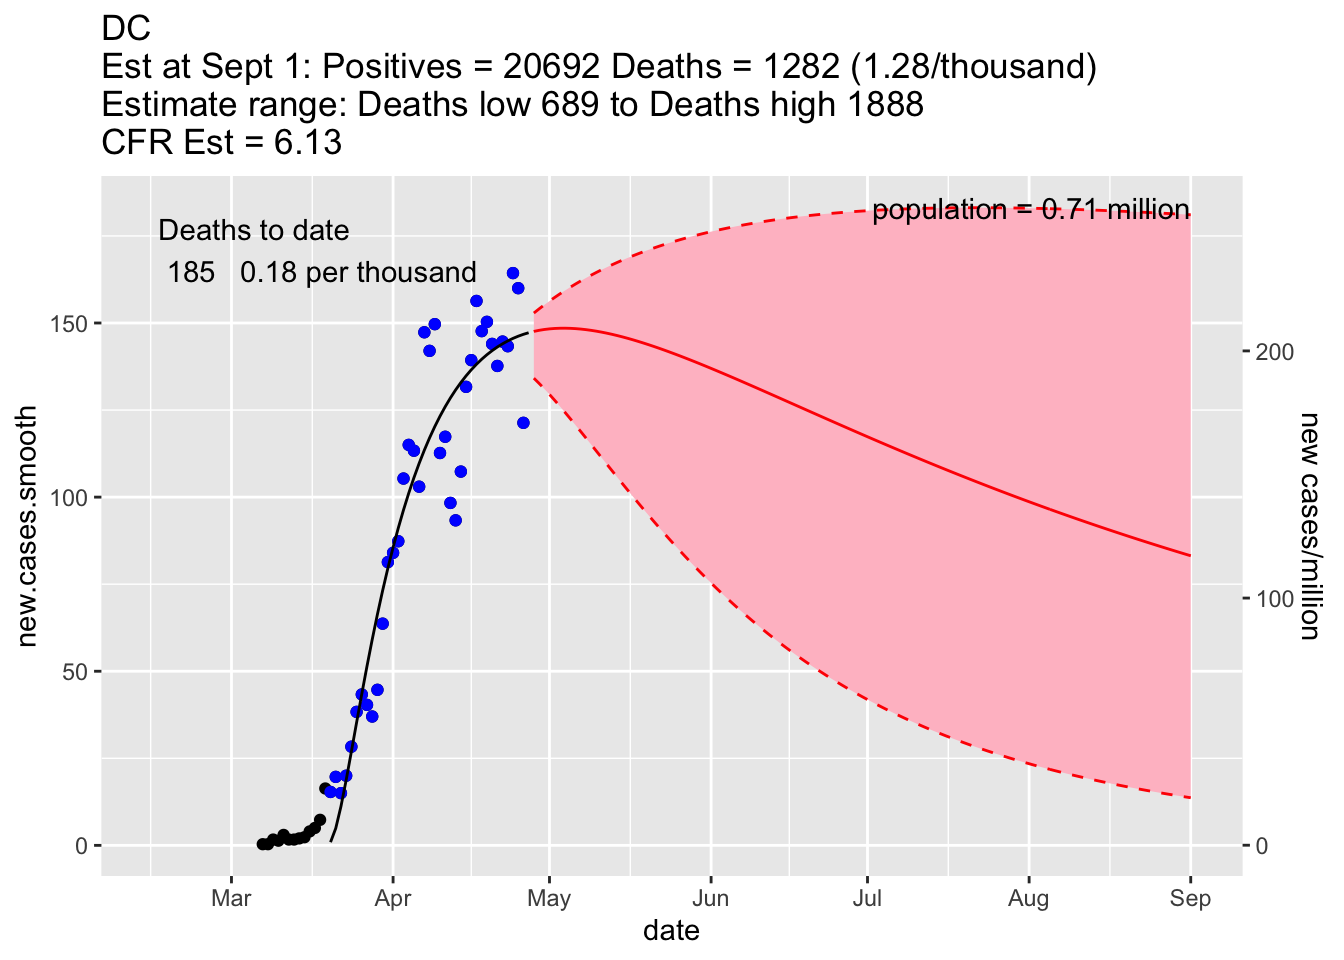 DC
Est at Sept 1: Positives = 20692 Deaths = 1282 (1.28/thousand)
Estimate range: Deaths low 689 to Deaths high 1888
CFR Est = 6.13
population = 0.71 million
Deaths to date
185 0.18 per thousand
new.cases.smooth
150
100
50
0
200
100
0
new cases/million
Mar Apr May Jun Jul Aug Sep
date